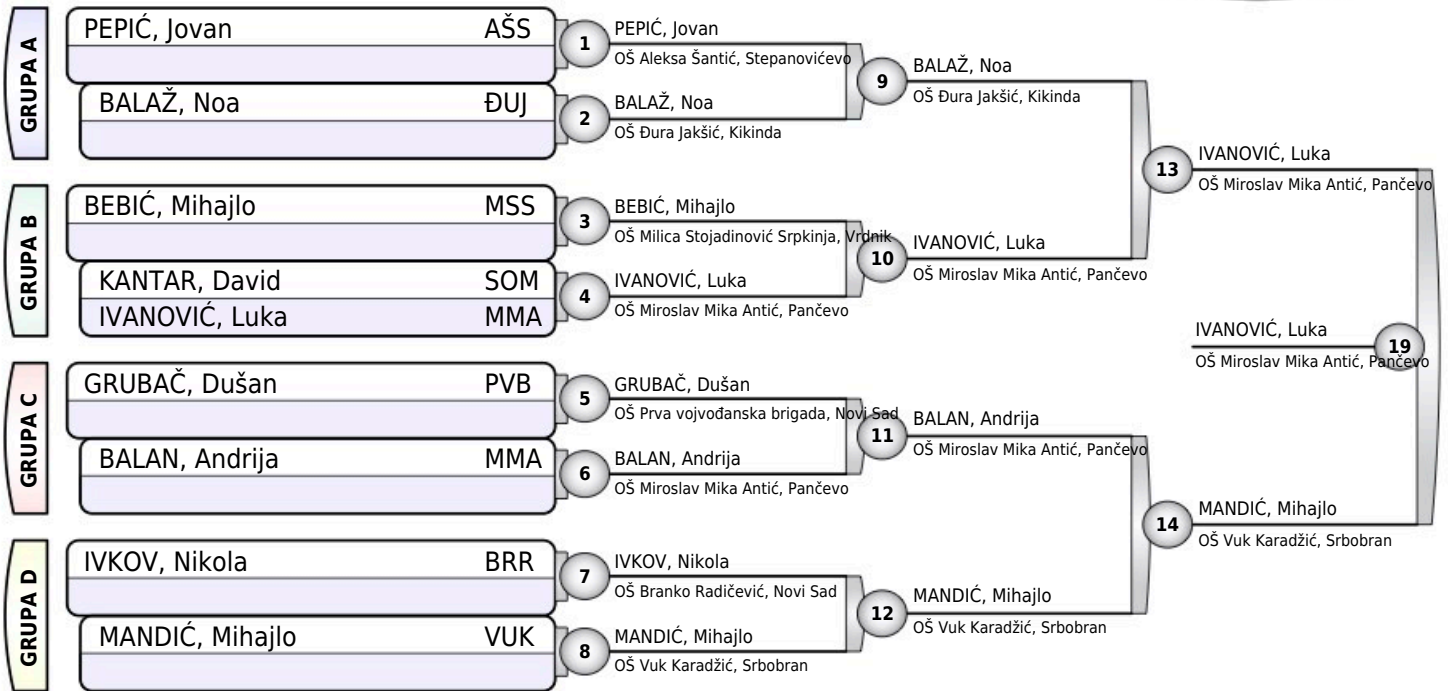 GRUPA A
PEPIĆ, Jovan AŠS
BALAŽ, Noa ĐUJ
GRUPA B
BEBIĆ, Mihajlo MSS
KANTAR, David SOM
IVANOVIĆ, Luka MMA
GRUPA C
GRUBAČ, Dušan PVB
BALAN, Andrija MMA
GRUPA D
IVKOV, Nikola BRR
MANDIĆ, Mihajlo VUK
1
PEPIĆ, Jovan
OŠ Aleksa Šantić, Stepanovićevo
2
BALAŽ, Noa
OŠ Đura Jakšić, Kikinda
3
BEBIĆ, Mihajlo
OŠ Milica Stojadinović Srpkinja, Vrdnik
4
IVANOVIĆ, Luka
OŠ Miroslav Mika Antić, Pančevo
5
GRUBAČ, Dušan
OŠ Prva vojvođanska brigada, Novi Sad
6
BALAN, Andrija
OŠ Miroslav Mika Antić, Pančevo
7
IVKOV, Nikola
OŠ Branko Radičević, Novi Sad
8
MANDIĆ, Mihajlo
OŠ Vuk Karadžić, Srbobran
9
BALAŽ, Noa
OŠ Đura Jakšić, Kikinda
10
IVANOVIĆ, Luka
OŠ Miroslav Mika Antić, Pančevo
11
BALAN, Andrija
OŠ Miroslav Mika Antić, Pančevo
12
MANDIĆ, Mihajlo
OŠ Vuk Karadžić, Srbobran
13
IVANOVIĆ, Luka
OŠ Miroslav Mika Antić, Pančevo
14
MANDIĆ, Mihajlo
OŠ Vuk Karadžić, Srbobran
IVANOVIĆ, Luka
19
OŠ Miroslav Mika Antić, Pančevo